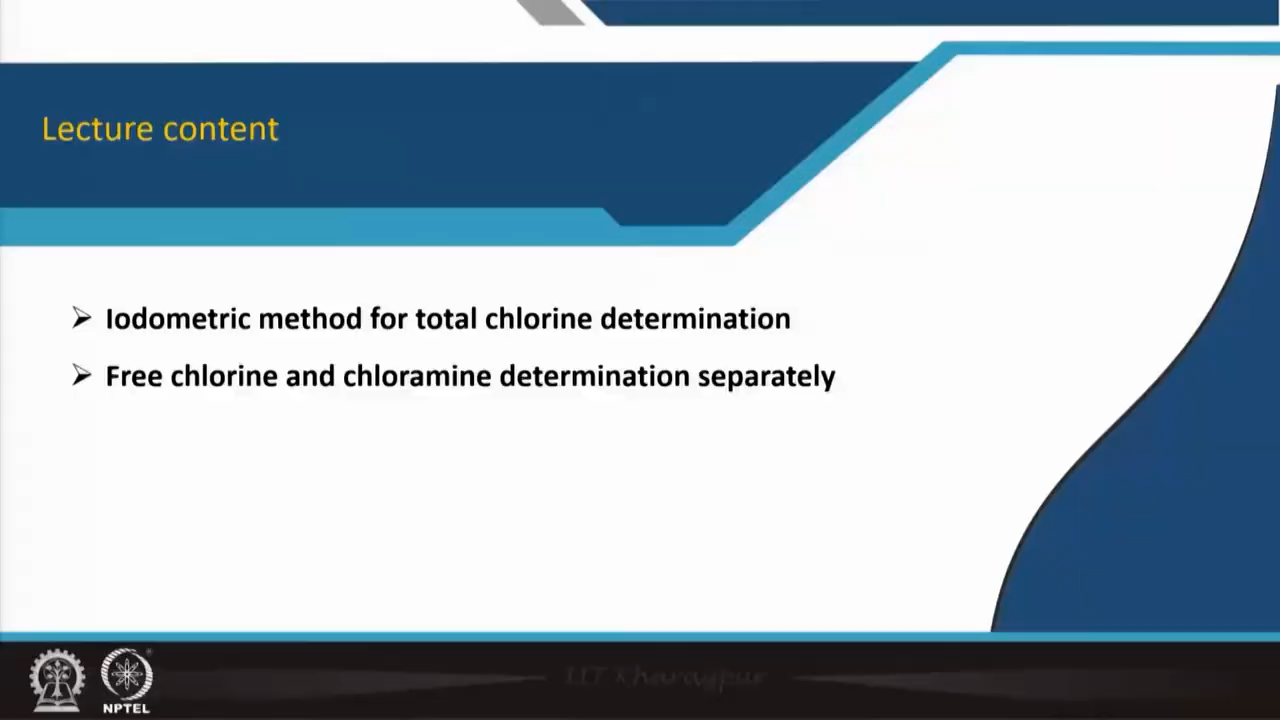 Lecture content
➢ Iodometric method for total chlorine determination
➢ Free chlorine and chloramine determination separately
IIT Kharagpur
NPTEL